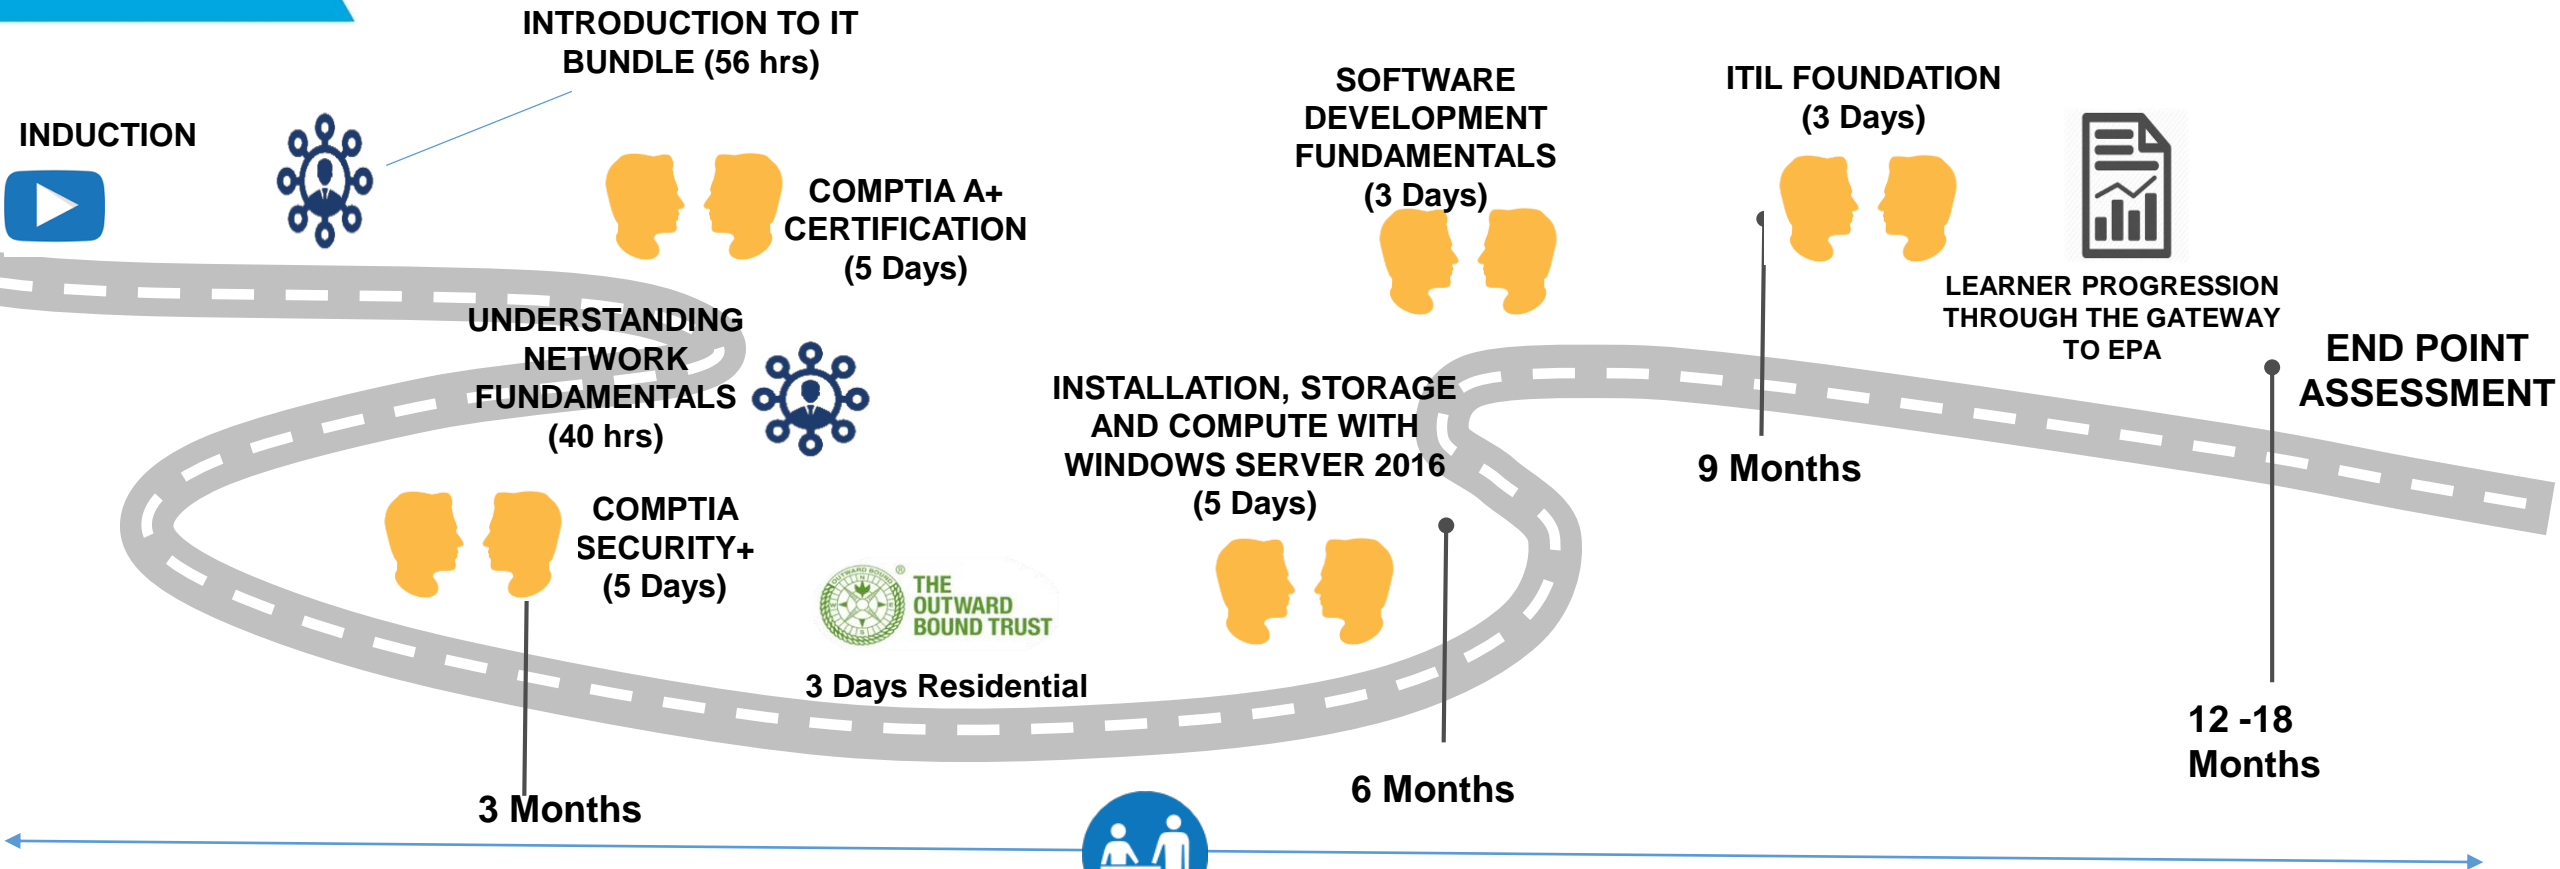 INTRODUCTION TO IT
BUNDLE (56 hrs)
INDUCTION
COMPTIA A+
CERTIFICATION
(5 Days)
UNDERSTANDING
NETWORK
FUNDAMENTALS
(40 hrs)
COMPTIA
SECURITY+
(5 Days)
3 Months
OUTWARD BOUND
®
THE
OUTWARD
BOUND TRUST
3 Days Residential
INSTALLATION, STORAGE
AND COMPUTE WITH
WINDOWS SERVER 2016
(5 Days)
6 Months
SOFTWARE
DEVELOPMENT
FUNDAMENTALS
(3 Days)
ITIL FOUNDATION
(3 Days)
9 Months
LEARNER PROGRESSION
THROUGH THE GATEWAY
TO EPA
END POINT
ASSESSMENT
12 -18
Months